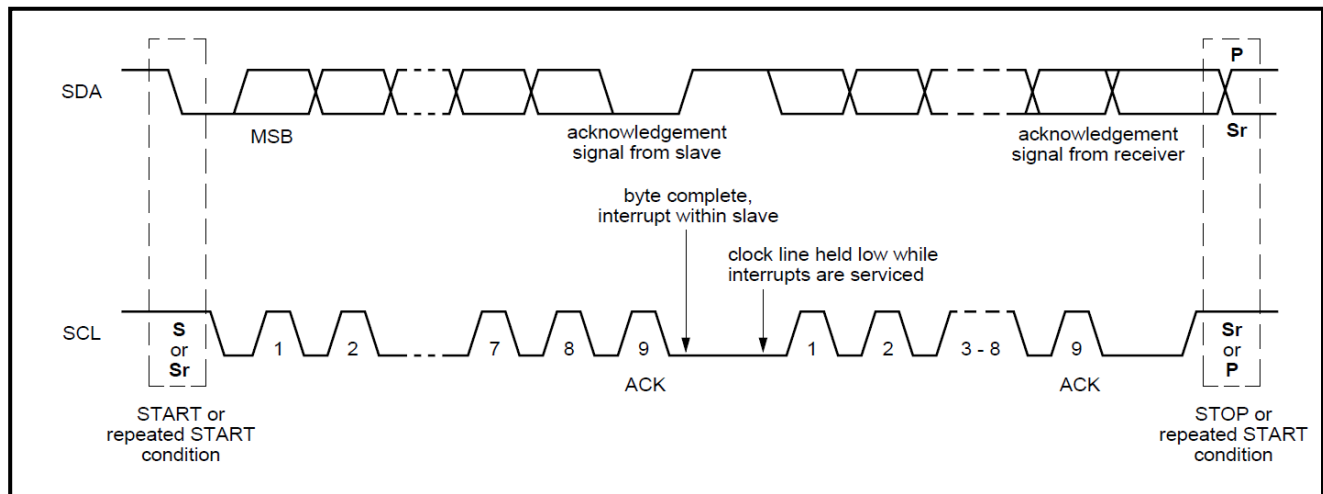 P
SDA
MSB
acknowledgement
signal from slave
acknowledgement
signal from receiver
Sr
byte complete,
interrupt within slave
clock line held low while
interrupts are serviced
SCL
S
or
Sr
1
2
7
8
9
1
2
3 - 8
9
Sr
or
P
ACK
ACK
START or
repeated START
condition
STOP or
repeated START
condition